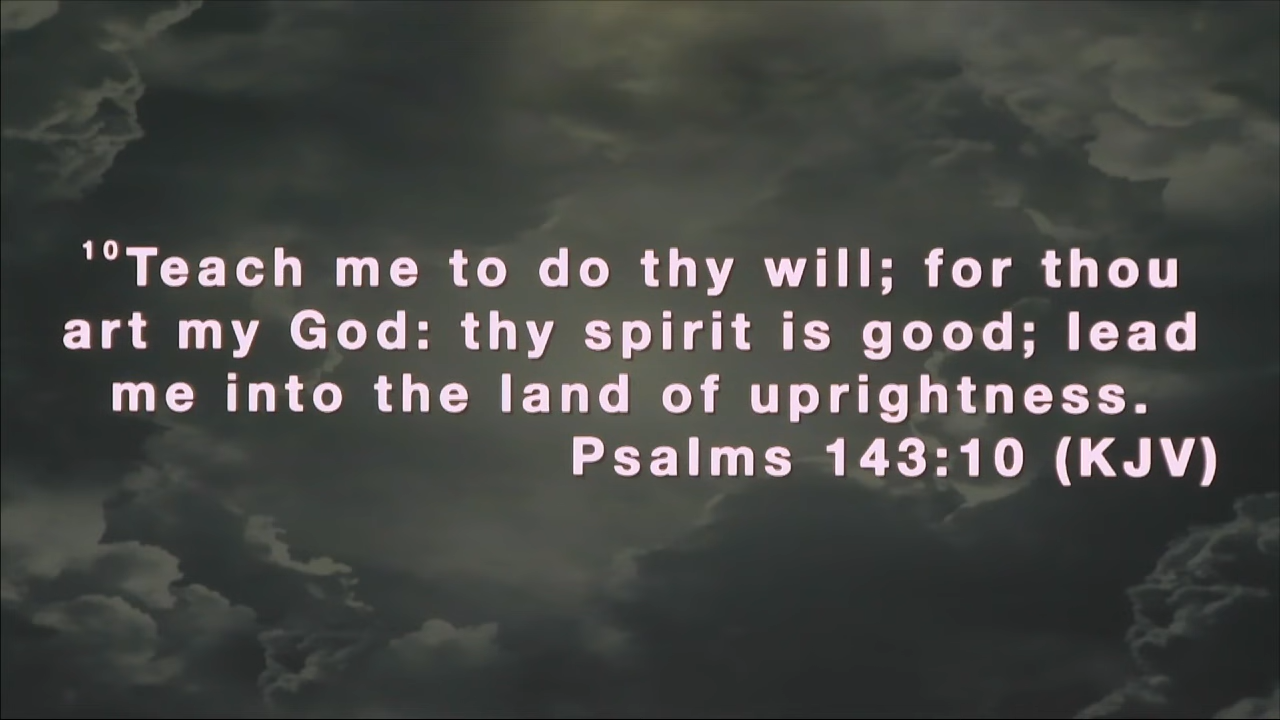 ¹⁰Teach me to do thy will; for thou
art my God: thy spirit is good; lead
me into the land of uprightness.
Psalms 143:10 (KJV)